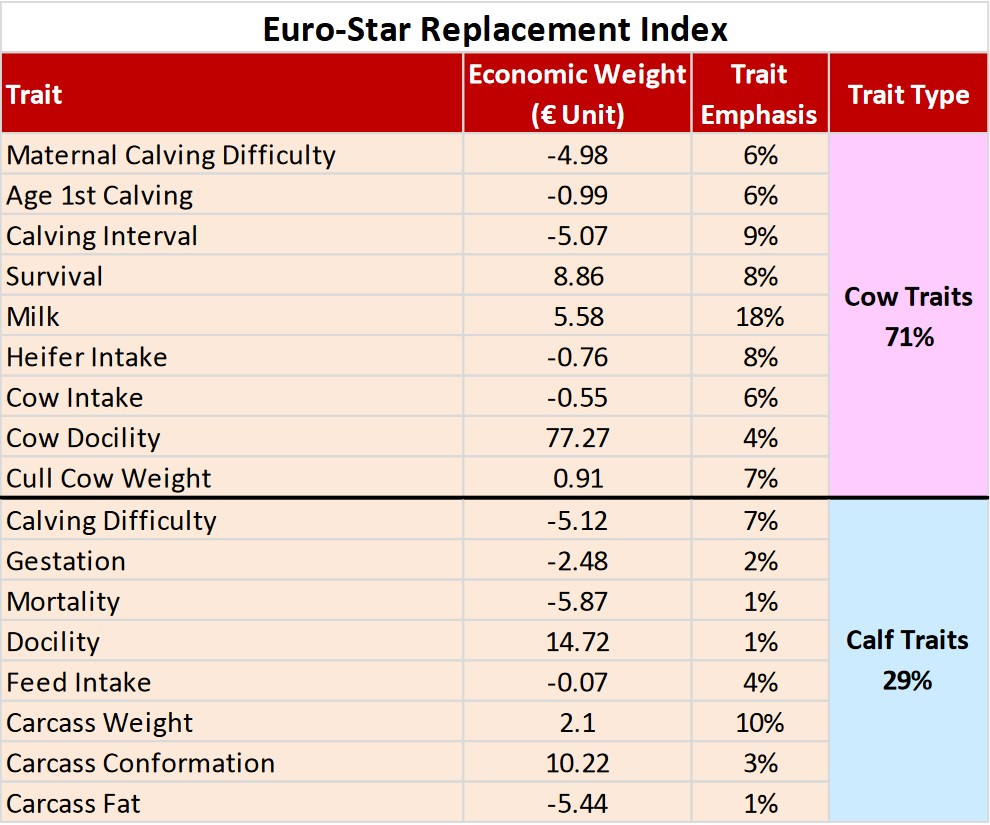 Euro-Star Replacement Index
Trait Economic Weight (€ Unit) Trait Emphasis Trait Type
Maternal Calving Difficulty -4.98 6%
Age 1st Calving -0.99 6%
Calving Interval -5.07 9%
Survival 8.86 8%
Milk 5.58 18%
Heifer Intake -0.76 8%
Cow Intake -0.55 6%
Cow Docility 77.27 4%
Cull Cow Weight 0.91 7%
Cow Traits
71%
Calving Difficulty -5.12 7%
Gestation -2.48 2%
Mortality -5.87 1%
Docility 14.72 1%
Feed Intake -0.07 4%
Carcass Weight 2.1 10%
Carcass Conformation 10.22 3%
Carcass Fat -5.44 1%
Calf Traits
29%